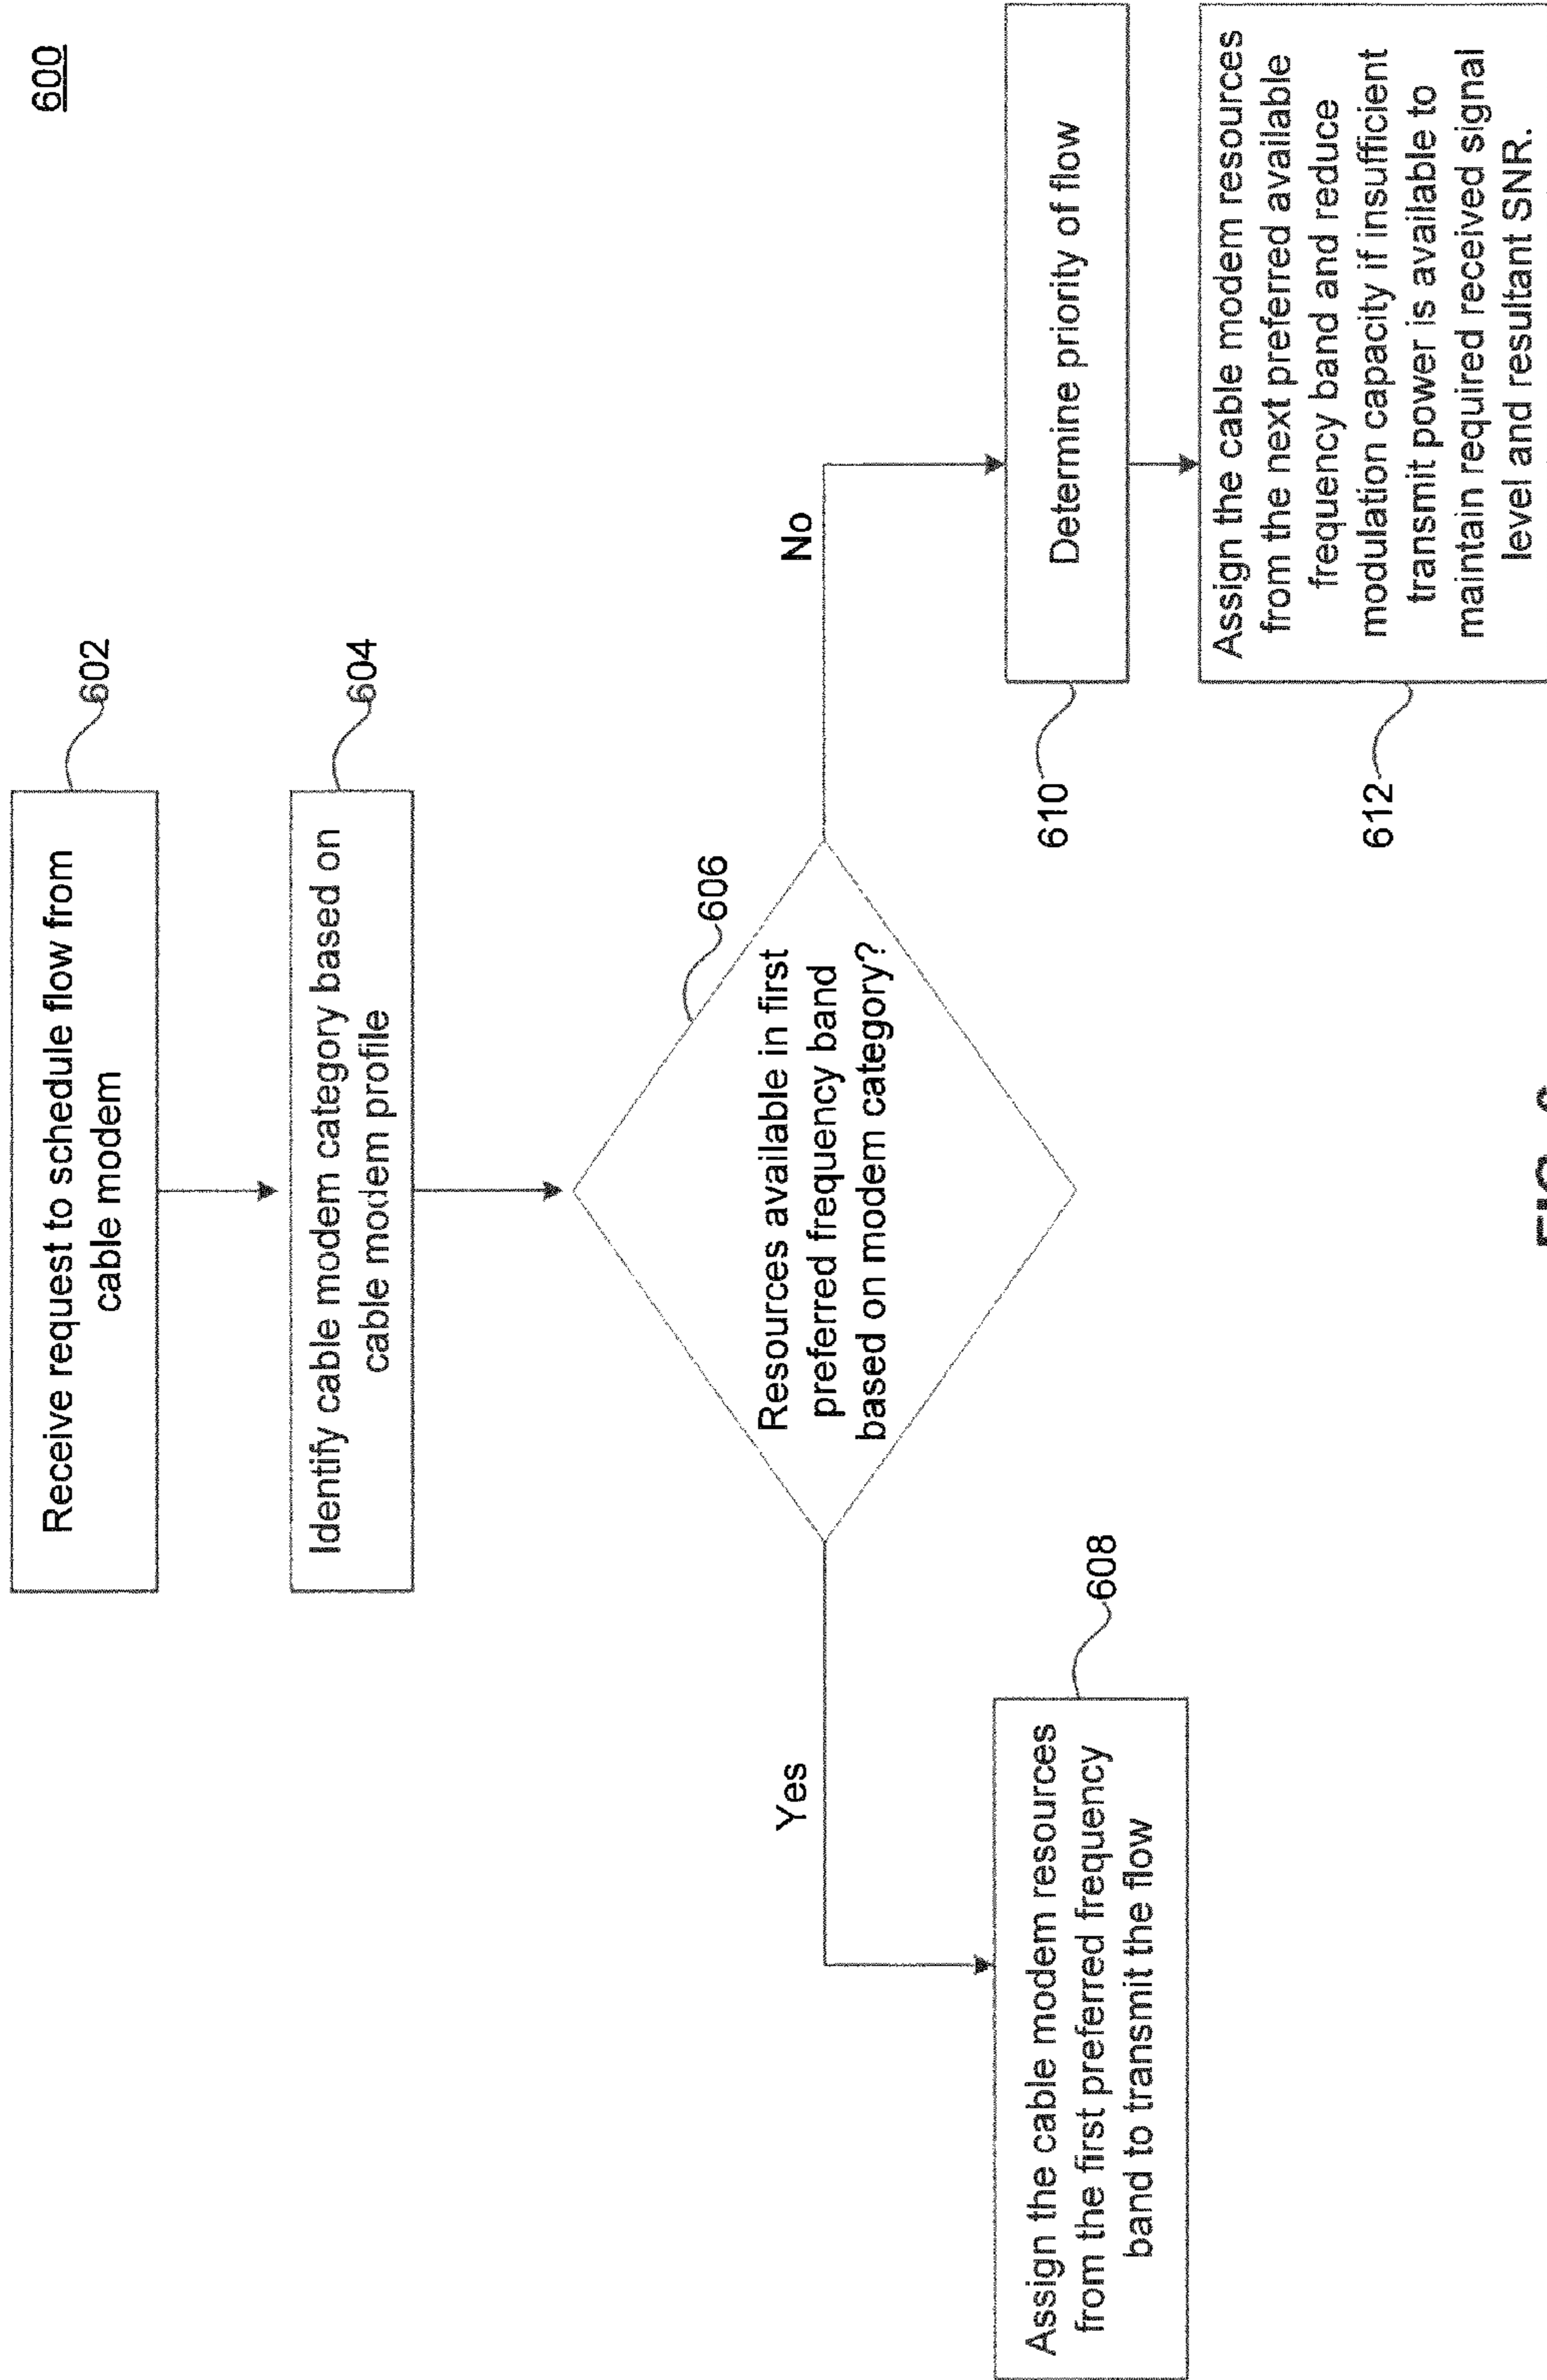 600
Receive request to schedule flow from
cable modem
602
Identify cable modem category based on
cable modem profile
604
Resources available in first
preferred frequency band
based on modem category?
606
Yes
No
Assign the cable modem resources
from the first preferred frequency
band to transmit the flow
608
Determine priority of flow
610
Assign the cable modem resources
from the next preferred available
frequency band and reduce
modulation capacity if insufficient
transmit power is available to
maintain required received signal
level and resultant SNR.
612
FIG.